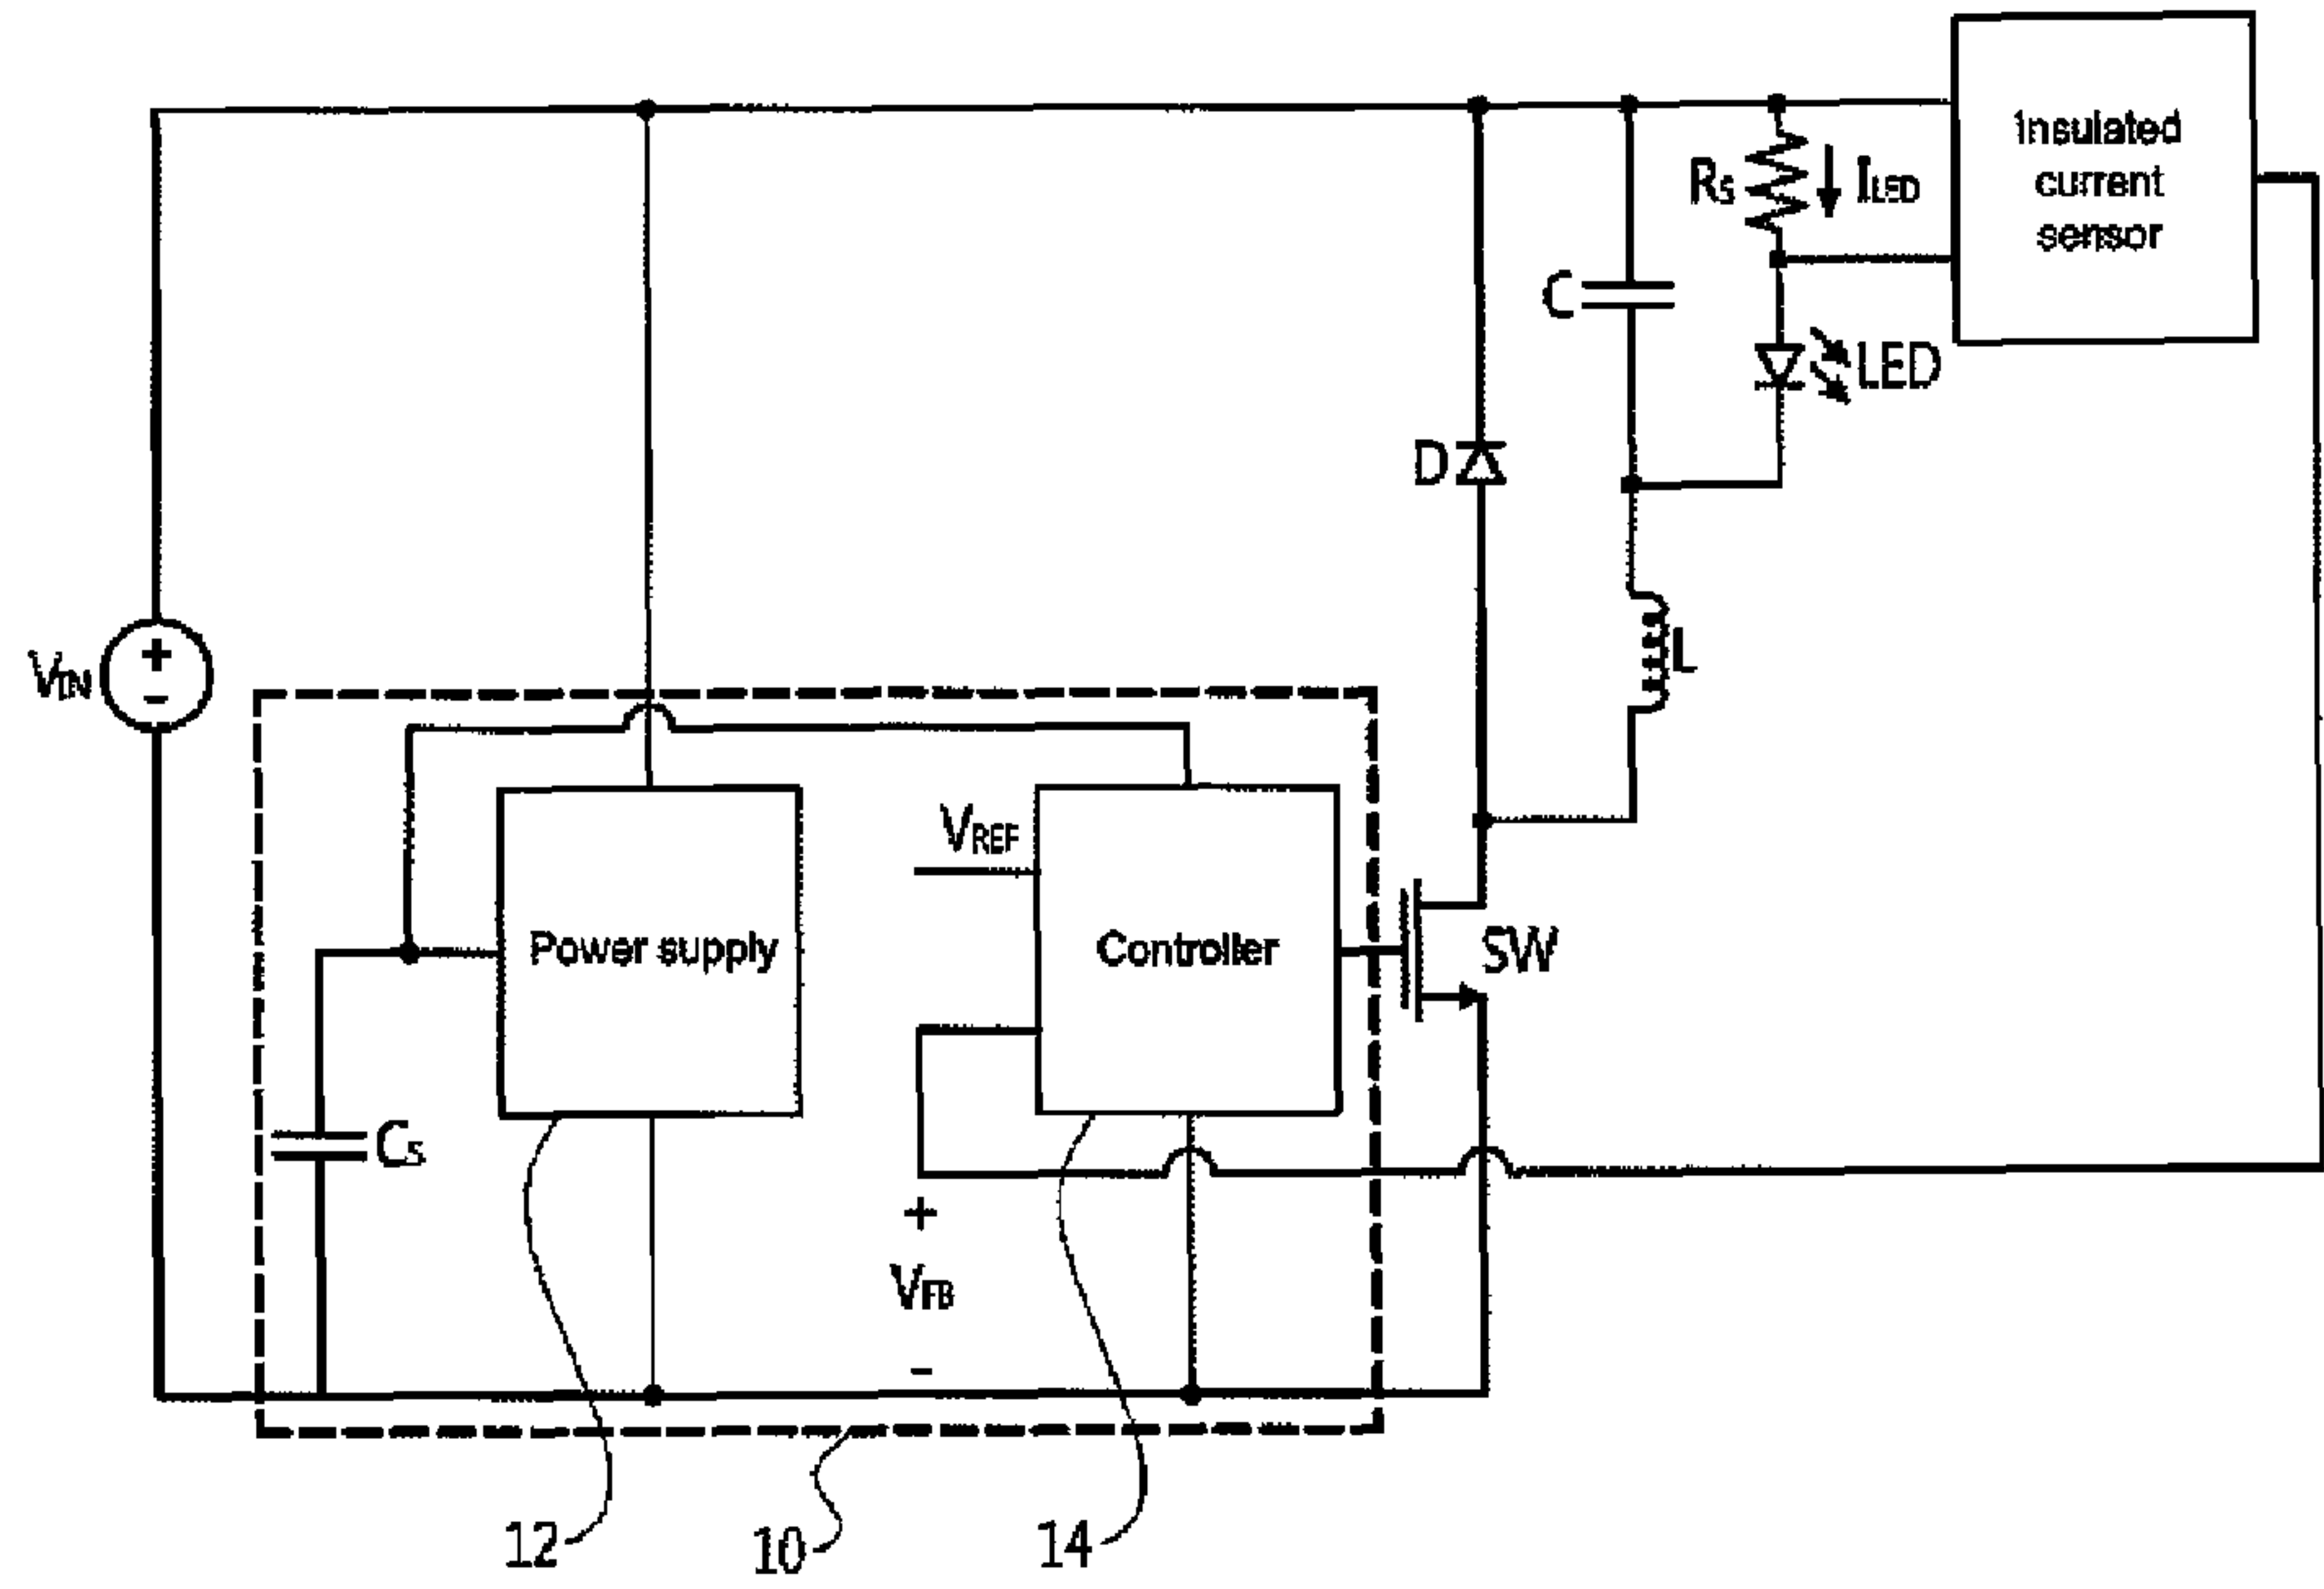 Insulated
current
sensor
RS
ILED
C
LED
D
VIN
+
-
L
VREF
Power supply
Controller
SW
CS
+
VFB
-
12
10
14